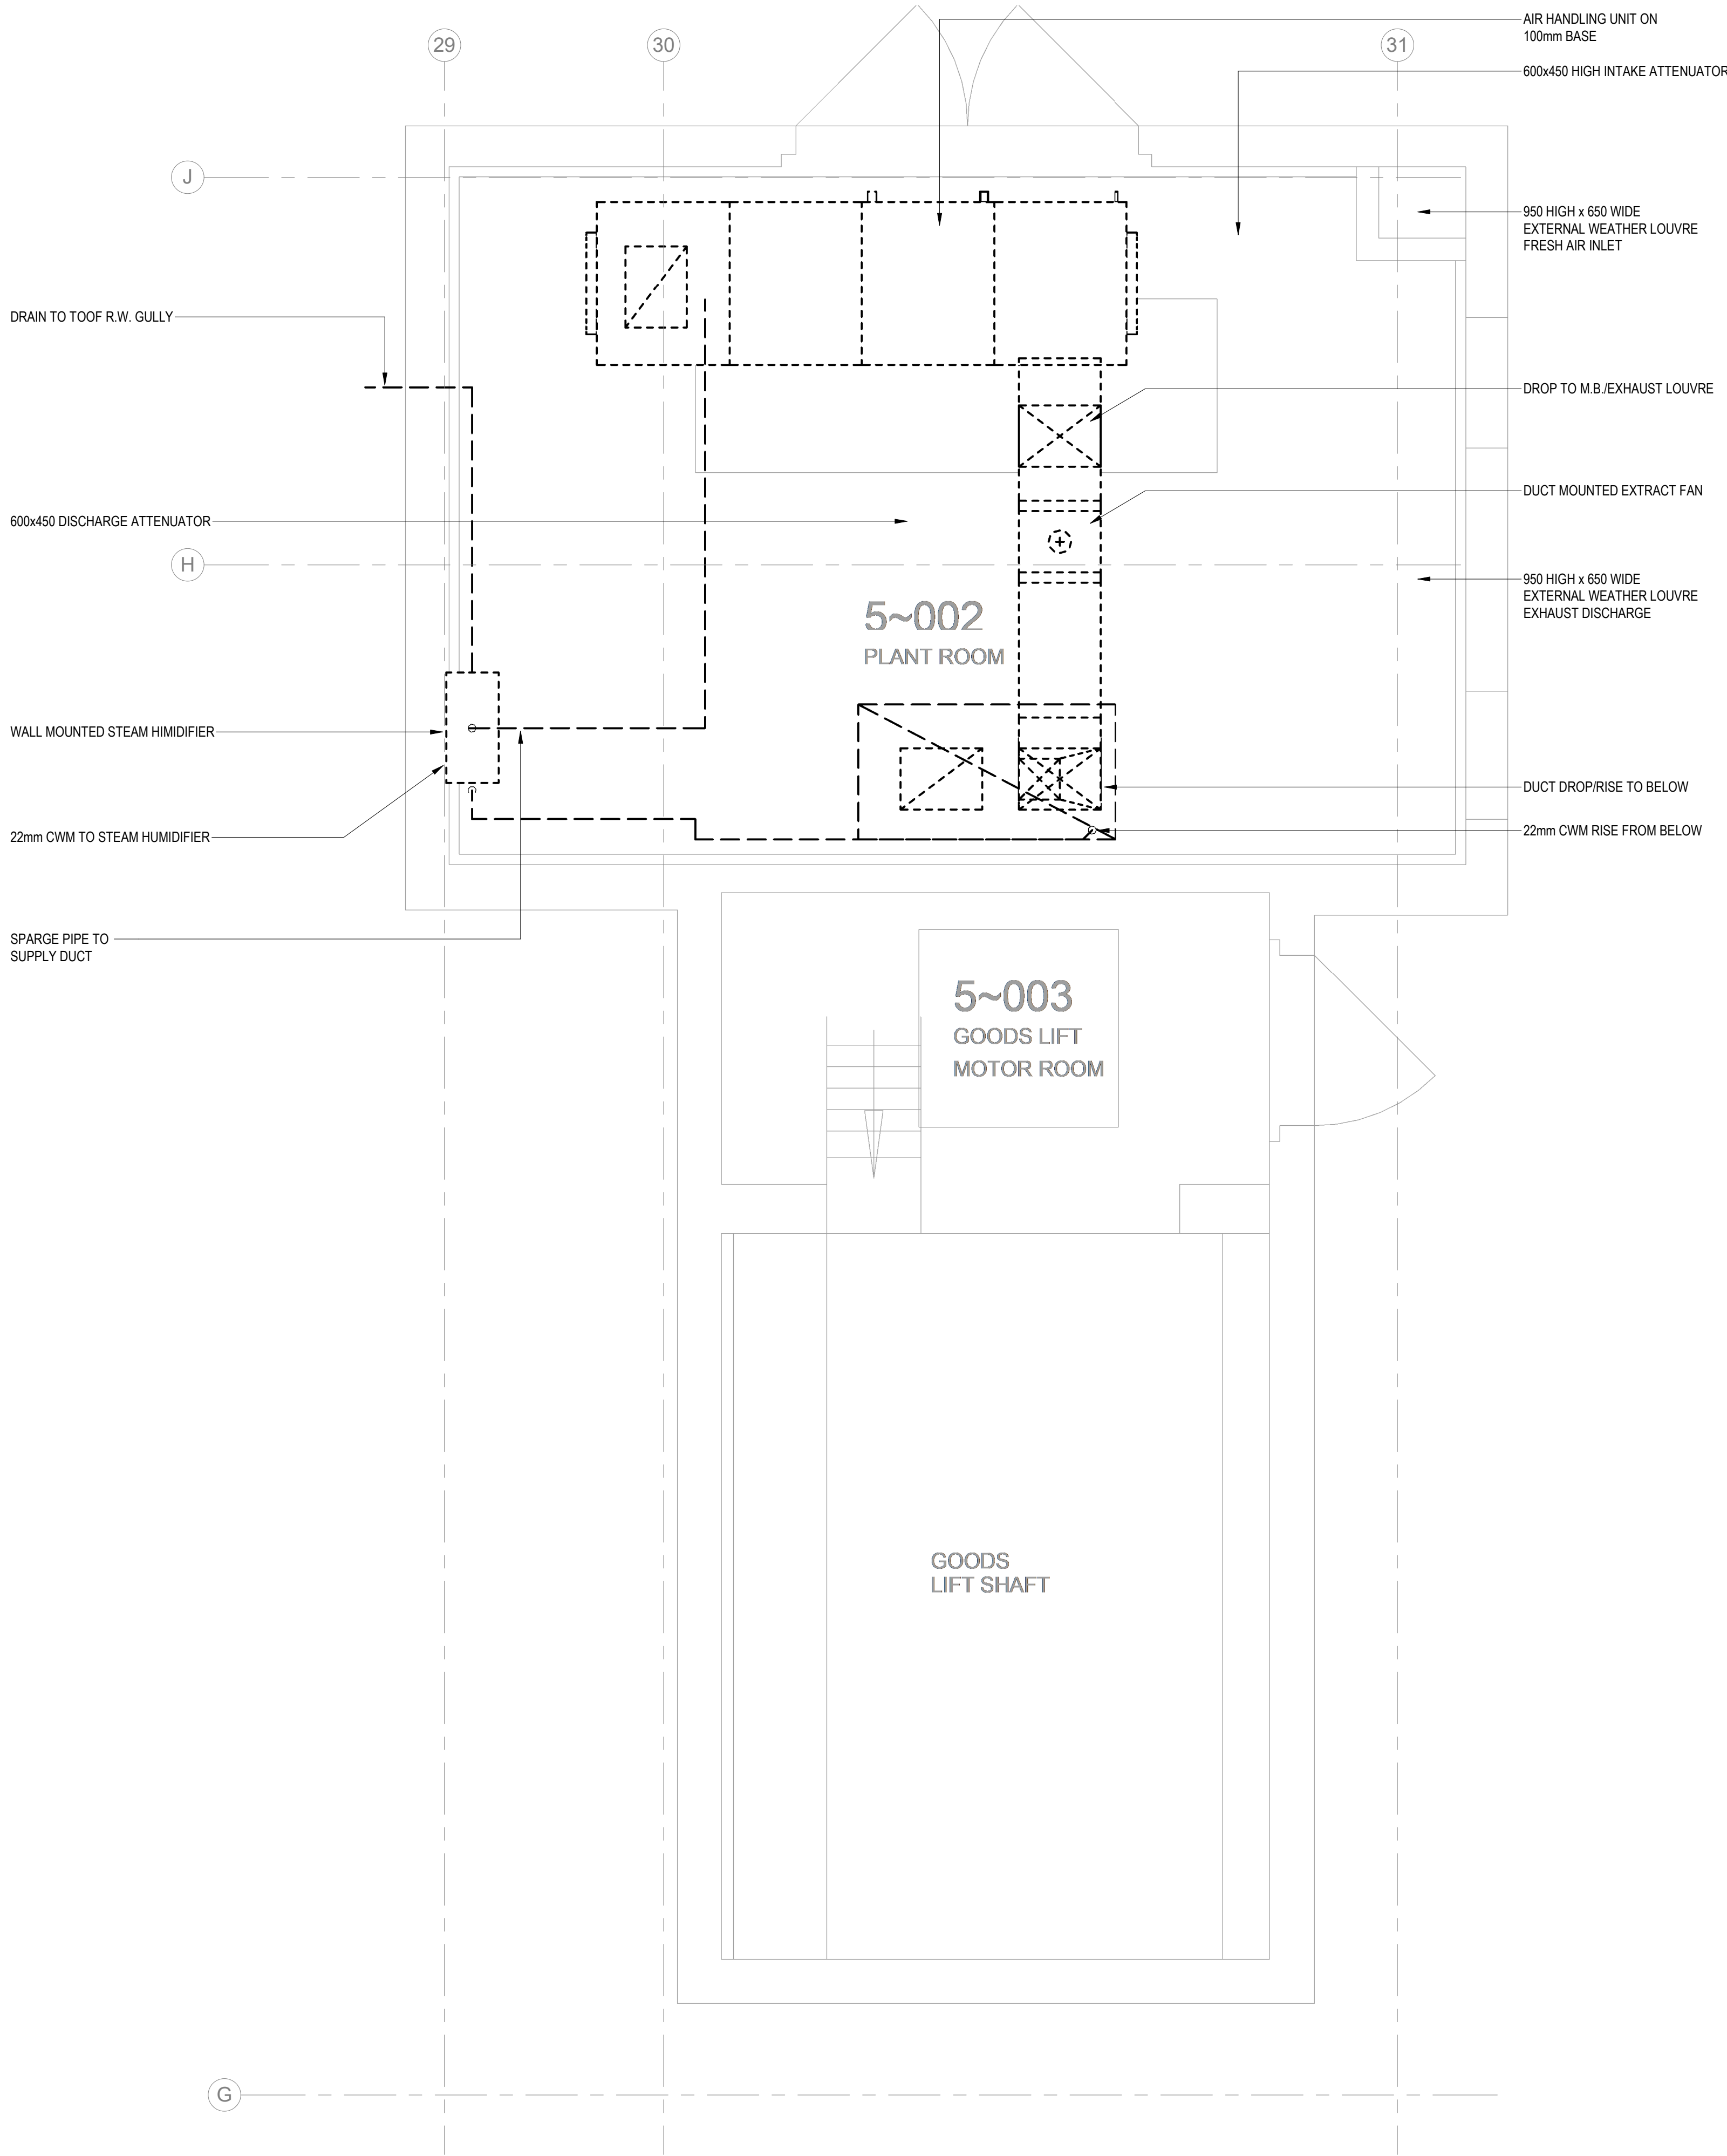 AIR HANDLING UNIT ON
100mm BASE
29
30
31
600x450 HIGH INTAKE ATTENUATOR
J
950 HIGH x 650 WIDE
EXTERNAL WEATHER LOUVRE
FRESH AIR INLET
DRAIN TO TOOF R.W. GULLY
DROP TO M.B./EXHAUST LOUVRE
DUCT MOUNTED EXTRACT FAN
600x450 DISCHARGE ATTENUATOR
H
950 HIGH x 650 WIDE
EXTERNAL WEATHER LOUVRE
EXHAUST DISCHARGE
5~002
PLANT ROOM
WALL MOUNTED STEAM HIMIDIFIER
DUCT DROP/RISE TO BELOW
22mm CWM TO STEAM HUMIDIFIER
22mm CWM RISE FROM BELOW
SPARGE PIPE TO
SUPPLY DUCT
5~003
GOODS LIFT
MOTOR ROOM
GOODS
LIFT SHAFT
G